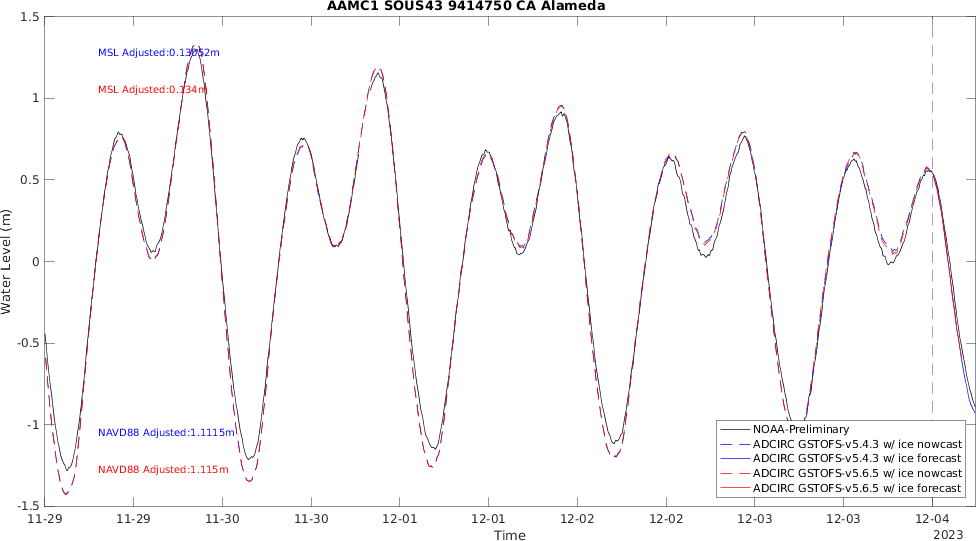 AAMC1 SOUS43 9414750 CA Alameda
1.5
1
0.5
0
-0.5
-1
-1.5
Water Level (m)
MSL Adjusted:0.13052m
MSL Adjusted:0.134m
NAVD88 Adjusted:1.1115m
NAVD88 Adjusted:1.115m
NOAA-Preliminary
ADCIRC GSTOFS-v5.4.3 w/ ice nowcast
ADCIRC GSTOFS-v5.4.3 w/ ice forecast
ADCIRC GSTOFS-v5.6.5 w/ ice nowcast
ADCIRC GSTOFS-v5.6.5 w/ ice forecast
11-29 11-29 11-30 11-30 12-01 12-01 12-02 12-02 12-03 12-03 12-04
Time
2023